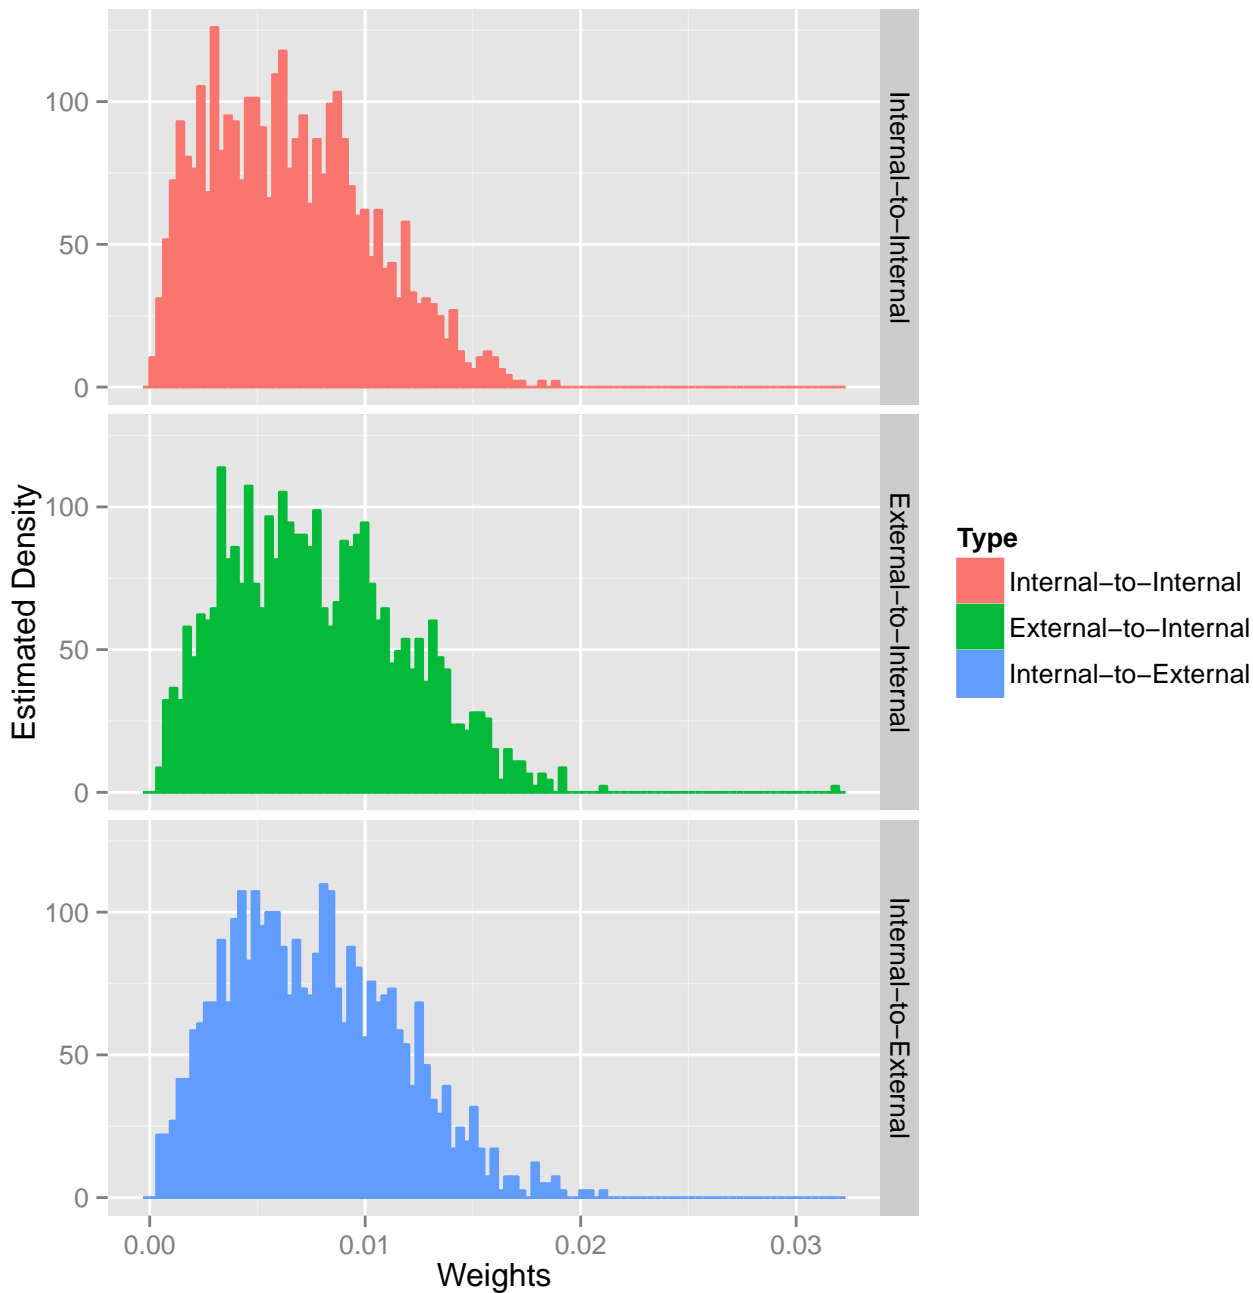 100
50
0
Internal−to−Internal
100
50
0
External−to−Internal
100
50
0
Internal−to−External
0.00 0.01 0.02 0.03
Weights
Estimated Density
Type
Internal−to−Internal
External−to−Internal
Internal−to−External